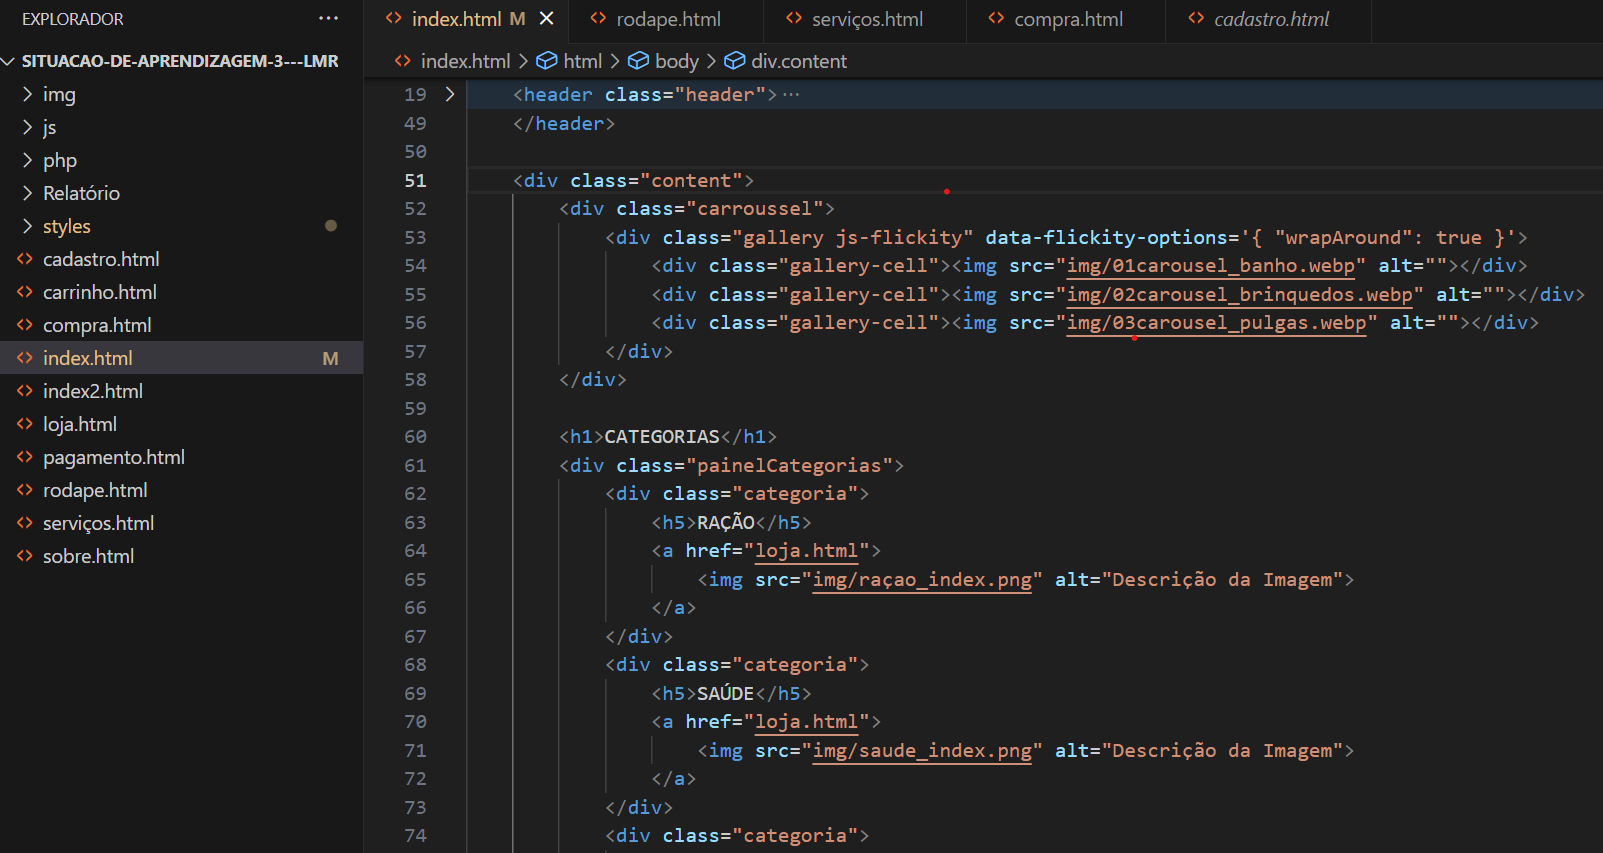 EXPLORADOR ···
SITUACAO-DE-APRENDIZAGEM-3---LMR
img
js
php
Relatório
styles
cadastro.html
carrinho.html
compra.html
index.html M
index2.html
loja.html
pagamento.html
rodape.html
serviços.html
sobre.html
index.html M rodape.html serviços.html compra.html cadastro.html
index.html > html > body > div.content
19 <header class="header">···
49 </header>
50
51 <div class="content">
52 <div class="carroussel">
53 <div class="gallery js-flickity" data-flickity-options='{ "wrapAround": true }'>
54 <div class="gallery-cell"><img src="img/01carousel_banho.webp" alt=""></div>
55 <div class="gallery-cell"><img src="img/02carousel_brinquedos.webp" alt=""></div>
56 <div class="gallery-cell"><img src="img/03carousel_pulgas.webp" alt=""></div>
57 </div>
58 </div>
59
60 <h1>CATEGORIAS</h1>
61 <div class="painelCategorias">
62 <div class="categoria">
63 <h5>RAÇÃO</h5>
64 <a href="loja.html">
65 <img src="img/raçao_index.png" alt="Descrição da Imagem">
66 </a>
67 </div>
68 <div class="categoria">
69 <h5>SAÚDE</h5>
70 <a href="loja.html">
71 <img src="img/saude_index.png" alt="Descrição da Imagem">
72 </a>
73 </div>
74 <div class="categoria">